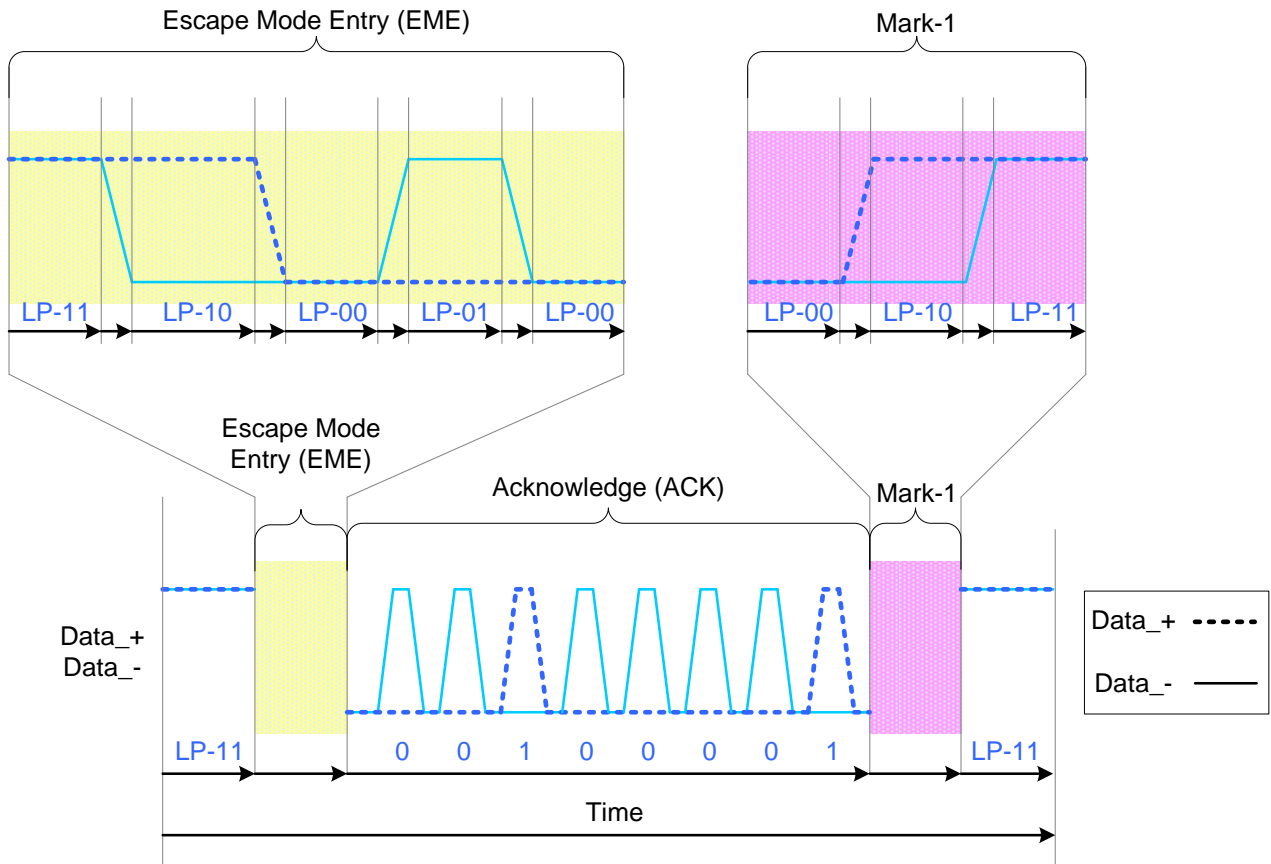 Escape Mode Entry (EME)
Mark-1
LP-11
LP-10
LP-00
LP-01
LP-00
LP-00
LP-10
LP-11
Escape Mode
Entry (EME)
Acknowledge (ACK)
Mark-1
Data_+
Data_-
LP-11
0 0 1 0 0 0 0 1
LP-11
Time
Data_+
Data_-